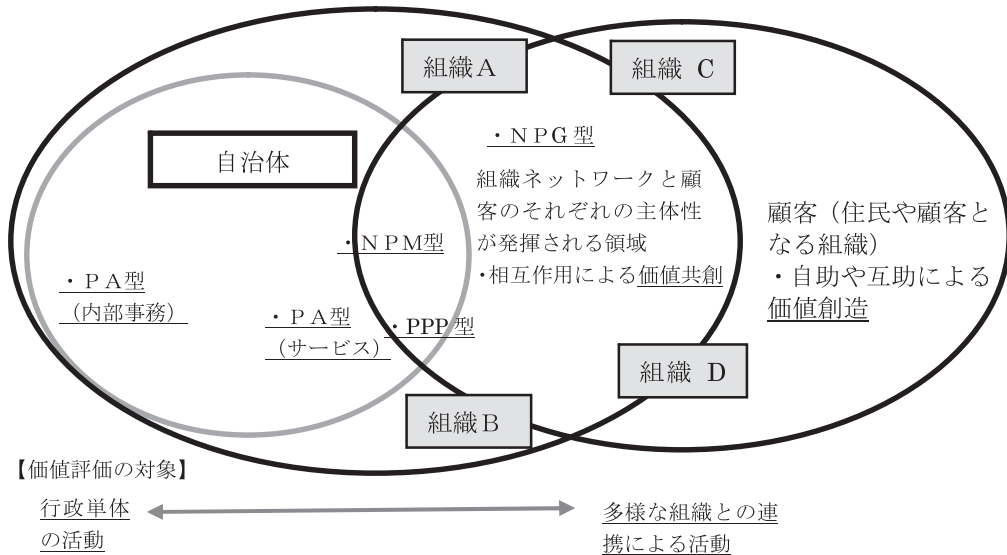 組織A
組織 C
・NPG型
自治体
組織ネットワークと顧
客のそれぞれの主体性
が発揮される領域
・相互作用による価値共創
顧客（住民や顧客と
なる組織）
・自助や互助による
価値創造
・NPM型
・PA型
（内部事務）
・PA型
（サービス）
・PPP型
組織 D
組織B
【価値評価の対象】
行政単体
の活動
多様な組織との連
携による活動